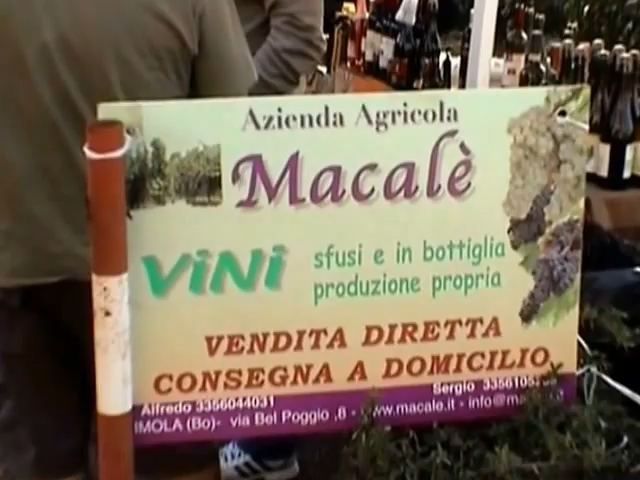 Azienda Agricola
Macalè
ViNi
sfusi e in bottiglia
produzione propria
VENDITA DIRETTA
CONSEGNA A DOMICILIO
Alfredo 3356044031
Sergio
IMOLA (Bo)- via Bel Poggio ,8 - www.macale.it -